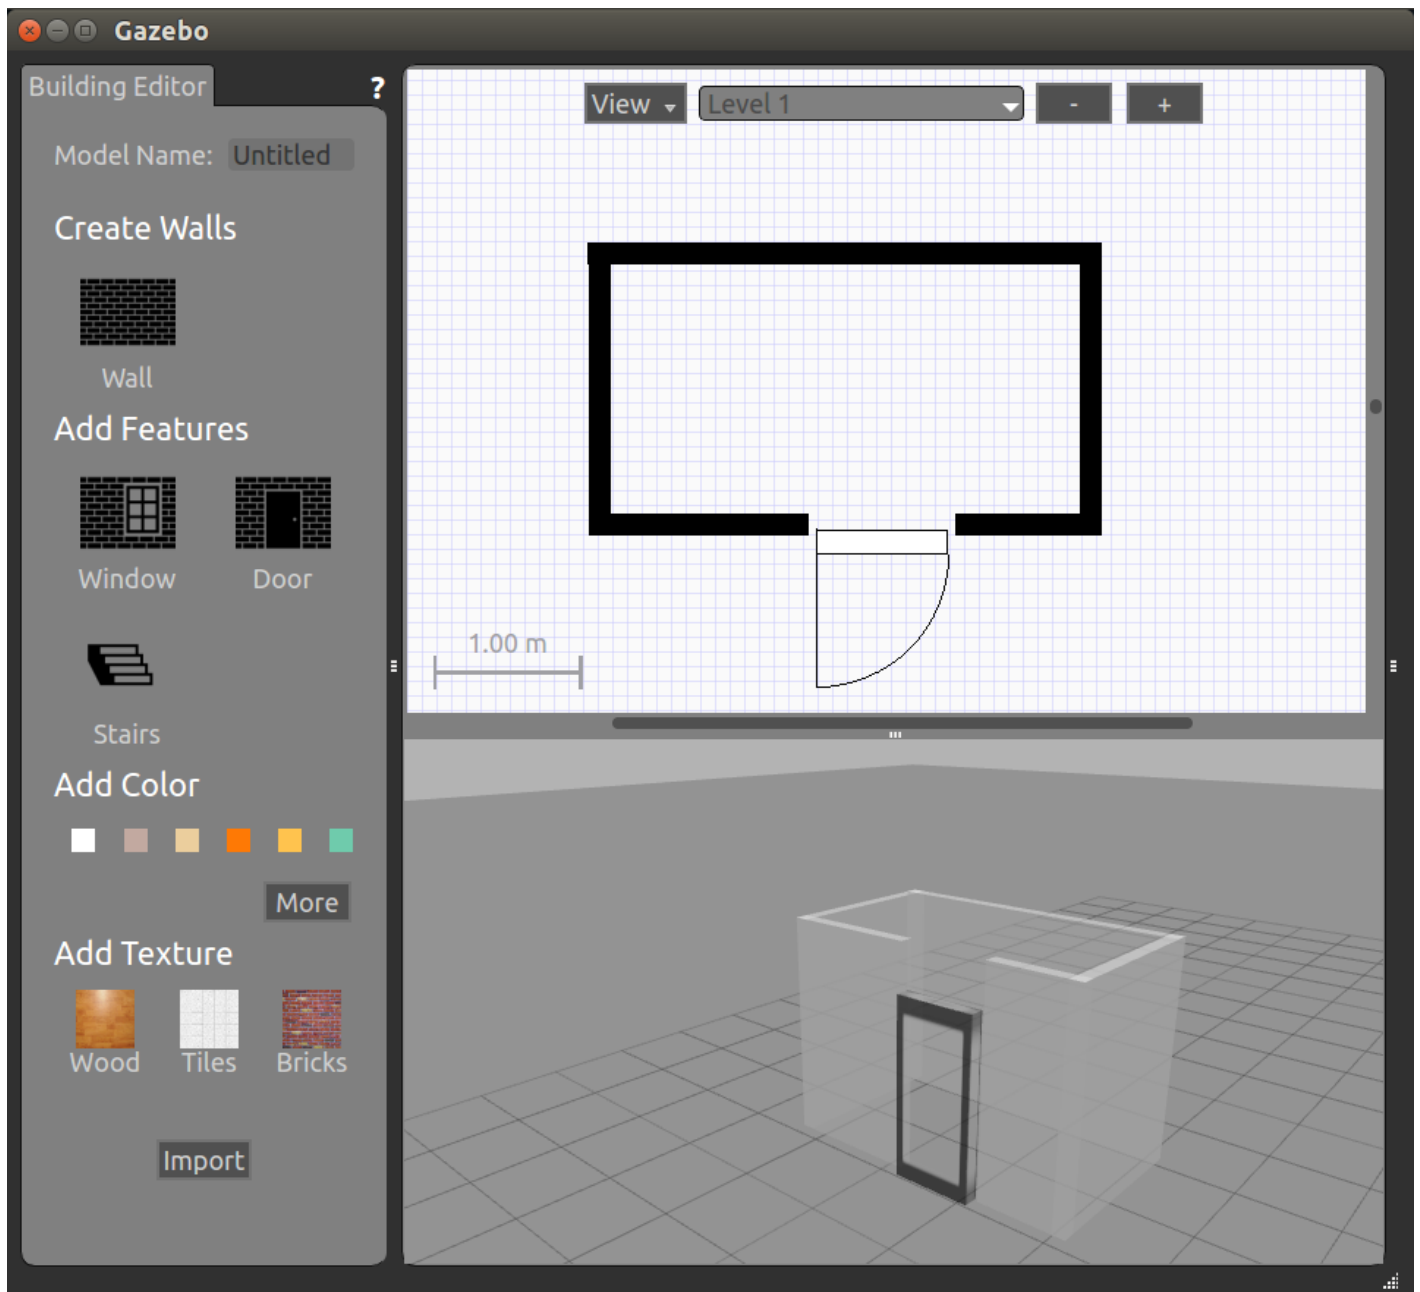 Gazebo
Building Editor
?
Model Name: Untitled
Create Walls
Wall
Add Features
Window Door
Stairs
Add Color
More
Add Texture
Wood Tiles Bricks
Import
View Level 1 - +
1.00 m